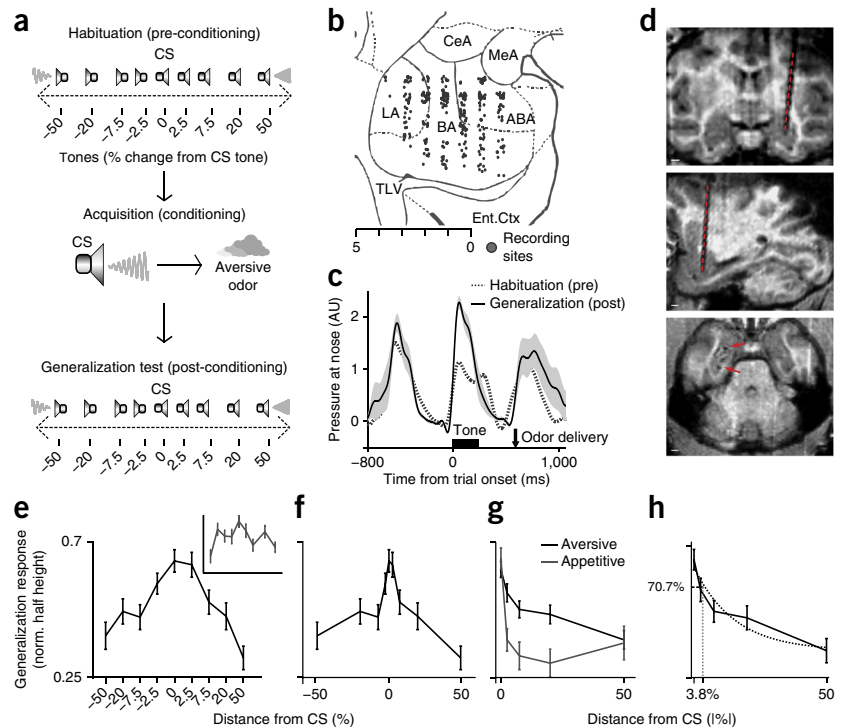 a
Habituation (pre-conditioning)
CS
−50 −20 −7.5 −2.5 0 2.5 7.5 20 50
Tones (% change from CS tone)
Acquisition (conditioning)
CS
Aversive
odor
Generalization test (post-conditioning)
CS
−50 −20 −7.5 −2.5 0 2.5 7.5 20 50
b
CeA
MeA
LA
BA
ABA
TLV
Ent.Ctx
5 0
Recording
sites
c
Habituation (pre)
Generalization (post)
Pressure at nose (AU)
2
1
0
Tone
Odor delivery
−800 0 1,000
Time from trial onset (ms)
d
e
Generalization response
(norm. half height)
0.7
0.25
−50 −20 −7.5 −2.5 0 2.5 7.5 20 50
Distance from CS (%)
f
−50 0 50
g
Aversive
Appetitive
0 50
Distance from CS (|%|)
h
70.7%
3.8% 50